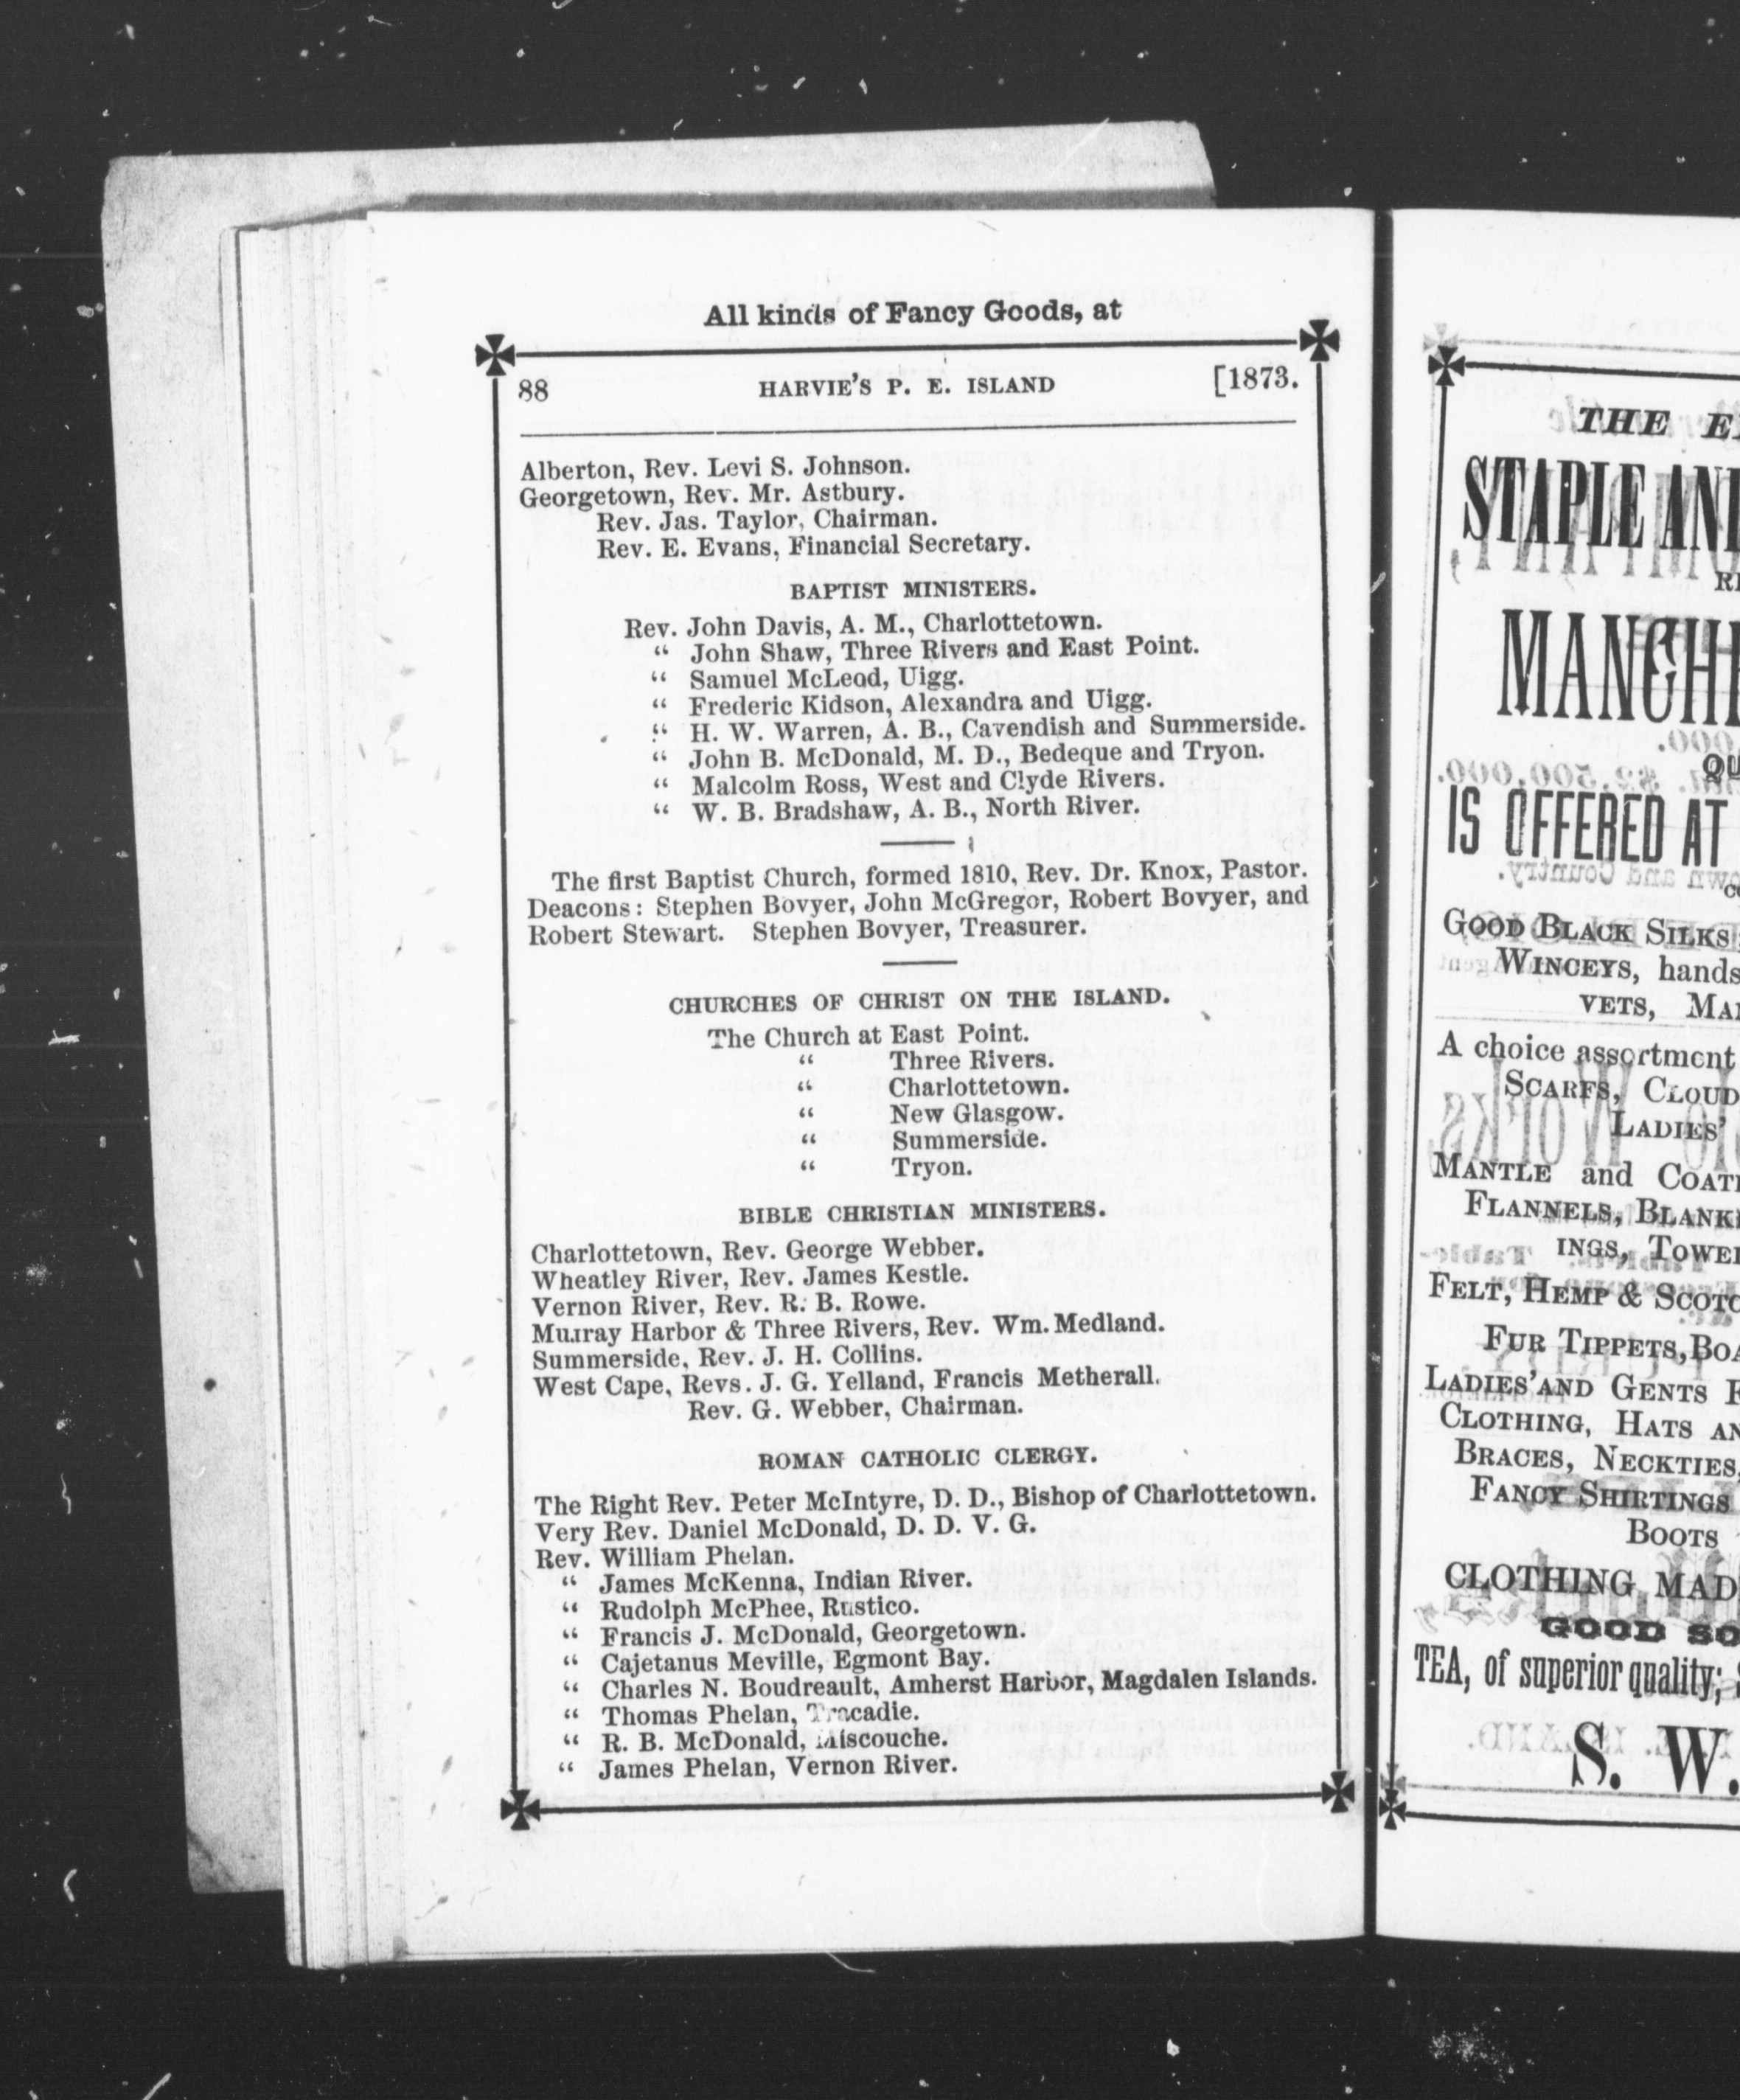 All kinds of Fancy Goods, at
88 HARVIE'S P. E. ISLAND [1873.
Alberton, Rev. Levi S. Johnson.
Georgetown, Rev. Mr. Astbury.
Rev. Jas. Taylor, Chairman.
Rev. E. Evans, Financial Secretary.
BAPTIST MINISTERS.
Rev. John Davis, A. M., Charlottetown.
“ John Shaw, Three Rivers and East Point.
“ Samuel McLeod, Uigg.
“ Frederic Kidson, Alexandra and Uigg.
“ H. W. Warren, A. B., Cavendish and Summerside.
“ John B. McDonald, M. D., Bedeque and Tryon.
“ Malcolm Ross, West and Clyde Rivers.
“ W. B. Bradshaw, A. B., North River.
The first Baptist Church, formed 1810, Rev. Dr. Knox, Pastor.
Deacons: Stephen Bovyer, John McGregor, Robert Bovyer, and
Robert Stewart. Stephen Bovyer, Treasurer.
CHURCHES OF CHRIST ON THE ISLAND.
The Church at East Point.
“ Three Rivers.
“ Charlottetown.
“ New Glasgow.
“ Summerside.
“ Tryon.
BIBLE CHRISTIAN MINISTERS.
Charlottetown, Rev. George Webber.
Wheatley River, Rev. James Kestle.
Vernon River, Rev. R. B. Rowe.
Murray Harbor & Three Rivers, Rev. Wm. Medland.
Summerside, Rev. J. H. Collins.
West Cape, Revs. J. G. Yelland, Francis Metherall.
Rev. G. Webber, Chairman.
ROMAN CATHOLIC CLERGY.
The Right Rev. Peter McIntyre, D. D., Bishop of Charlottetown.
Very Rev. Daniel McDonald, D. D. V. G.
Rev. William Phelan.
“ James McKenna, Indian River.
“ Rudolph McPhee, Rustico.
“ Francis J. McDonald, Georgetown.
“ Cajetanus Meville, Egmont Bay.
“ Charles N. Boudreault, Amherst Harbor, Magdalen Islands.
“ Thomas Phelan, Tracadie.
“ R. B. McDonald, Miscouche.
“ James Phelan, Vernon River.
THE
STAPLE AND
MANCHE
IS OFFERED AT
GOOD BLACK SILKS
WINCEYS, hands
VETS, MA
A choice assortment
SCARFS, CLOUD
LADIES'
MANTLE and COATI
FLANNELS, BLANK
INGS, TOWE
FELT, HEMP & SCOTC
FUR TIPPETS, BOA
LADIES' AND GENTS F
CLOTHING, HATS AN
BRACES, NECKTIES,
FANCY SHIRTINGS
BOOTS
CLOTHING MAD
GOOD SO
TEA, of superior quality;
S. W.